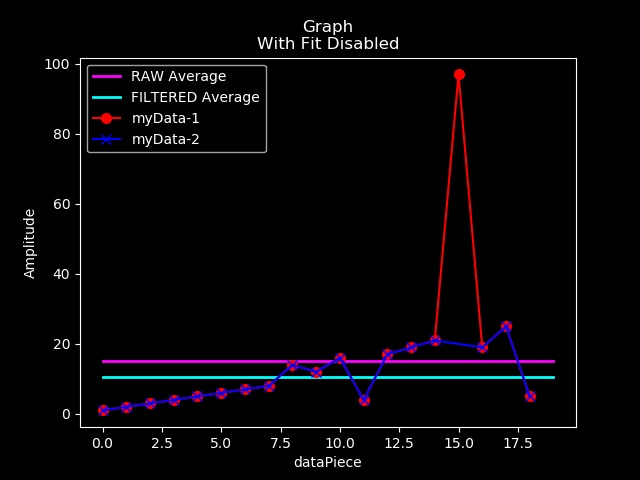 Graph
With Fit Disabled
RAW Average
FILTERED Average
myData-1
myData-2
Amplitude
100
80
60
40
20
0
0.0 2.5 5.0 7.5 10.0 12.5 15.0 17.5
dataPiece